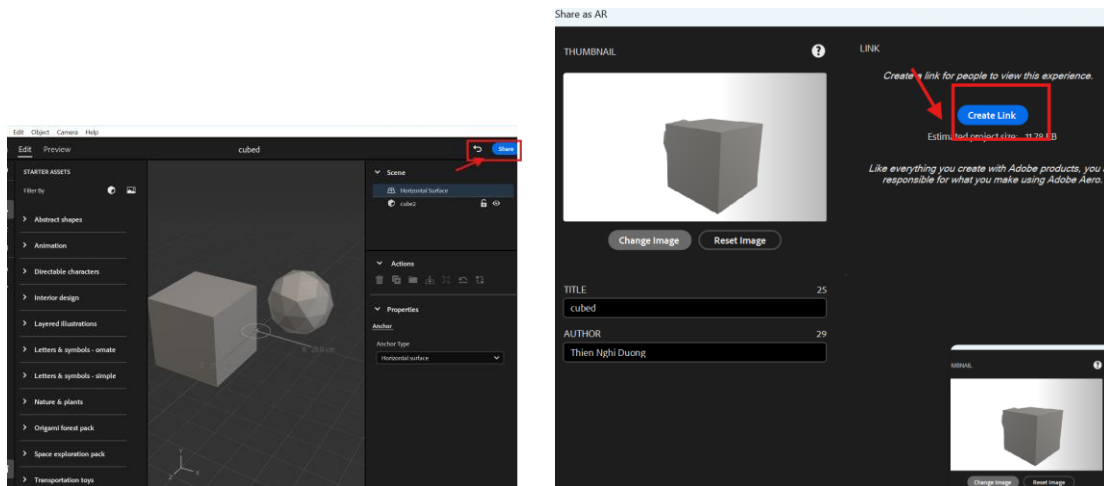 Edit Object Camera Help
Edit Preview cubed Share
STARTER ASSETS
Filter By
Abstract shapes
Animation
Directable characters
Interior design
Layered illustrations
Letters & symbols - ornate
Letters & symbols - simple
Nature & plants
Origami forest pack
Space exploration pack
Transportation toys
Y
X
Z
Scene
Horizontal Surface
cube2
Actions
Properties
Anchor
Anchor Type
Horizontal surface
Share as AR
THUMBNAIL ?
Change Image Reset Image
TITLE 25
cubed
AUTHOR 29
Thien Nghi Duong
LINK
Create a link for people to view this experience.
Create Link
Estimated project size: 11.78 KB
Like everything you create with Adobe products, you a
responsible for what you make using Adobe Aero.
MBNAIL ?
Change Image Reset Image